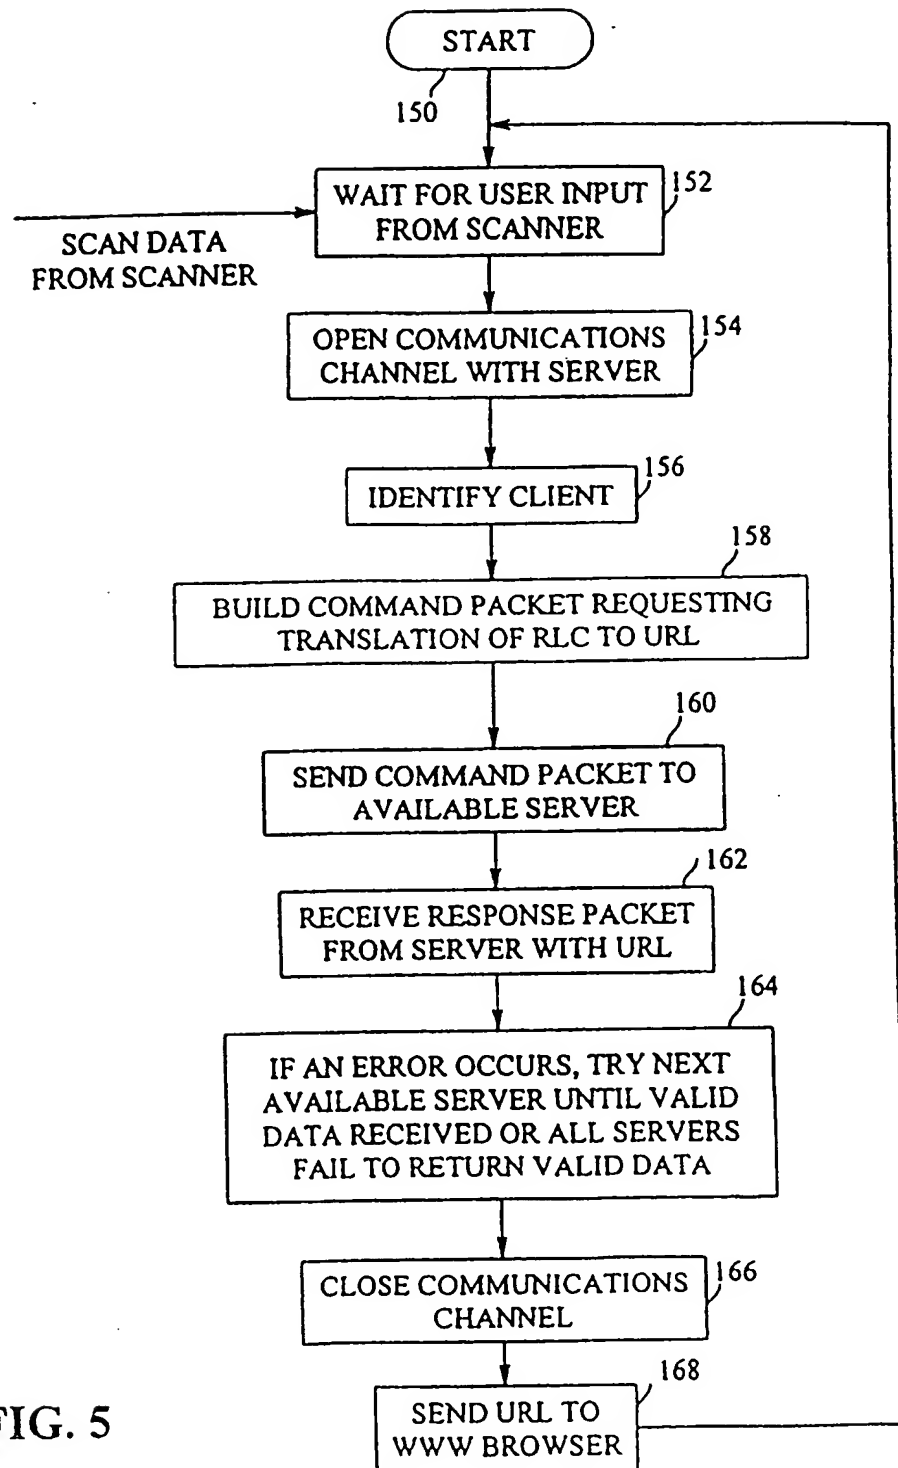 START
150
WAIT FOR USER INPUT
FROM SCANNER
152
SCAN DATA
FROM SCANNER
OPEN COMMUNICATIONS
CHANNEL WITH SERVER
154
IDENTIFY CLIENT
156
158
BUILD COMMAND PACKET REQUESTING
TRANSLATION OF RLC TO URL
160
SEND COMMAND PACKET TO
AVAILABLE SERVER
162
RECEIVE RESPONSE PACKET
FROM SERVER WITH URL
164
IF AN ERROR OCCURS, TRY NEXT
AVAILABLE SERVER UNTIL VALID
DATA RECEIVED OR ALL SERVERS
FAIL TO RETURN VALID DATA
CLOSE COMMUNICATIONS
CHANNEL
166
168
SEND URL TO
WWW BROWSER
FIG. 5